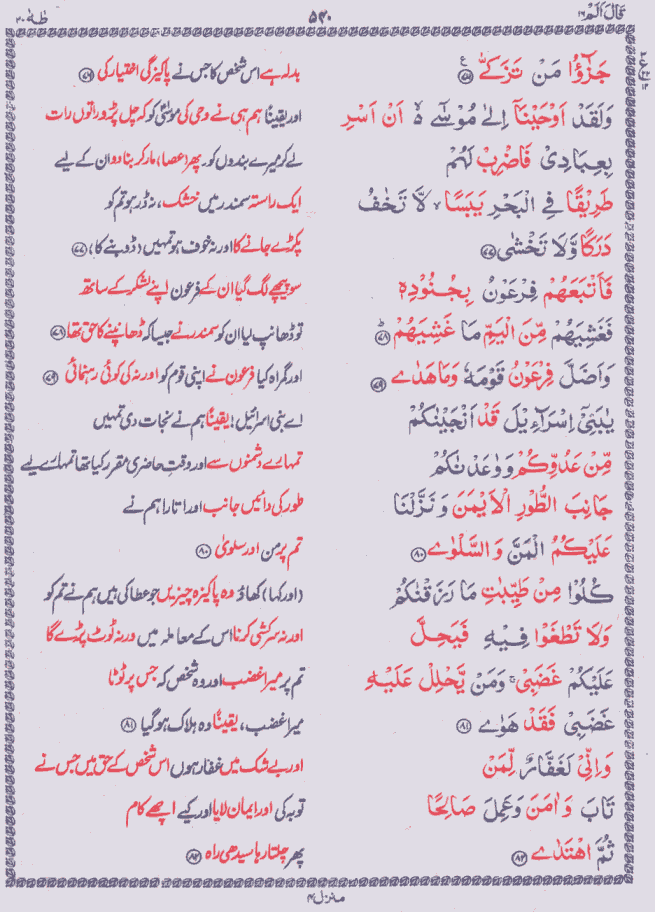 قَالَ اَلَمْ ۱۶
۵۳۰
طٰهٰ ۲۰
جَزٰٓؤُا مَنْ تَزَكّٰى ﴿۷۶﴾
بدلہ ہے اس شخص کا جس نے پاکیزگی اختیار کی ﴿۷۶﴾
وَلَقَدْ اَوْحَيْنَاۤ اِلٰى مُوْسٰٓى ۙ اَنْ اَسْرِ
اور یقیناً ہم ہی نے وحی کی موسٰیؑ کو کہ چل پڑو راتوں رات
بِعِبَادِىْ فَاضْرِبْ لَهُمْ
لے کر میرے بندوں کو۔ پھر (عصا) مار کر بنا دو ان کے لیے
طَرِيْقًا فِى الْبَحْرِ يَبَسًا ۙ لَّا تَخٰفُ
ایک راستہ سمندر میں خشک، نہ ڈر ہو تم کو
دَرَكًا وَّلَا تَخْشٰى ﴿۷۷﴾
پکڑے جانے کا اور نہ خوف ہو تمہیں (ڈوبنے کا) ﴿۷۷﴾
فَاَتْبَعَهُمْ فِرْعَوْنُ بِجُنُوْدِهٖ
سو پیچھے لگ گیا ان کے فرعون اپنے لشکر کے ساتھ
فَغَشِيَهُمْ مِّنَ الْيَمِّ مَا غَشِيَهُمْ ﴿۷۸﴾
تو ڈھانپ لیا ان کو سمندر نے جیسا کہ ڈھانپنے کا حق تھا ﴿۷۸﴾
وَاَضَلَّ فِرْعَوْنُ قَوْمَهٗ وَمَا هَدٰى ﴿۷۹﴾
اور گمراہ کیا فرعون نے اپنی قوم کو اور نہ کی کوئی رہنمائی ﴿۷۹﴾
يٰبَنِىْۤ اِسْرَآءِيْلَ قَدْ اَنْجَيْنٰكُمْ
اے بنی اسرائیل! یقیناً ہم نے نجات دی تمہیں
مِّنْ عَدُوِّكُمْ وَوٰعَدْنٰكُمْ
تمہارے دشمنوں سے اور وقتِ حاضری مقرر کیا تھا تمہارے لیے
جَانِبَ الطُّوْرِ الْاَيْمَنَ وَنَزَّلْنَا
طور کی دائیں جانب اور اتارا ہم نے
عَلَيْكُمُ الْمَنَّ وَالسَّلْوٰى ﴿۸۰﴾
تم پر من اور سلویٰ ﴿۸۰﴾
كُلُوْا مِنْ طَيِّبٰتِ مَا رَزَقْنٰكُمْ
(اور کہا) کھاؤ وہ پاکیزہ چیزیں جو عطا کی ہیں ہم نے تم کو
وَلَا تَطْغَوْا فِيْهِ فَيَحِلَّ
اور نہ سرکشی کرنا اس کے معاملہ میں ورنہ ٹوٹ پڑے گا
عَلَيْكُمْ غَضَبِىْ ۚ وَمَنْ يَّحْلِلْ عَلَيْهِ
تم پر میرا غضب اور وہ شخص کہ جس پر ٹوٹا
غَضَبِىْ فَقَدْ هَوٰى ﴿۸۱﴾
میرا غضب، یقیناً وہ ہلاک ہو گیا ﴿۸۱﴾
وَاِنِّىْ لَغَفَّارٌ لِّمَنْ
اور بے شک میں غفار ہوں اس شخص کے حق میں جس نے
تَابَ وَاٰمَنَ وَعَمِلَ صَالِحًا
توبہ کی اور ایمان لایا اور کیے اچھے کام
ثُمَّ اهْتَدٰى ﴿۸۲﴾
پھر چلتا رہا سیدھی راہ ﴿۸۲﴾
منزل ۴